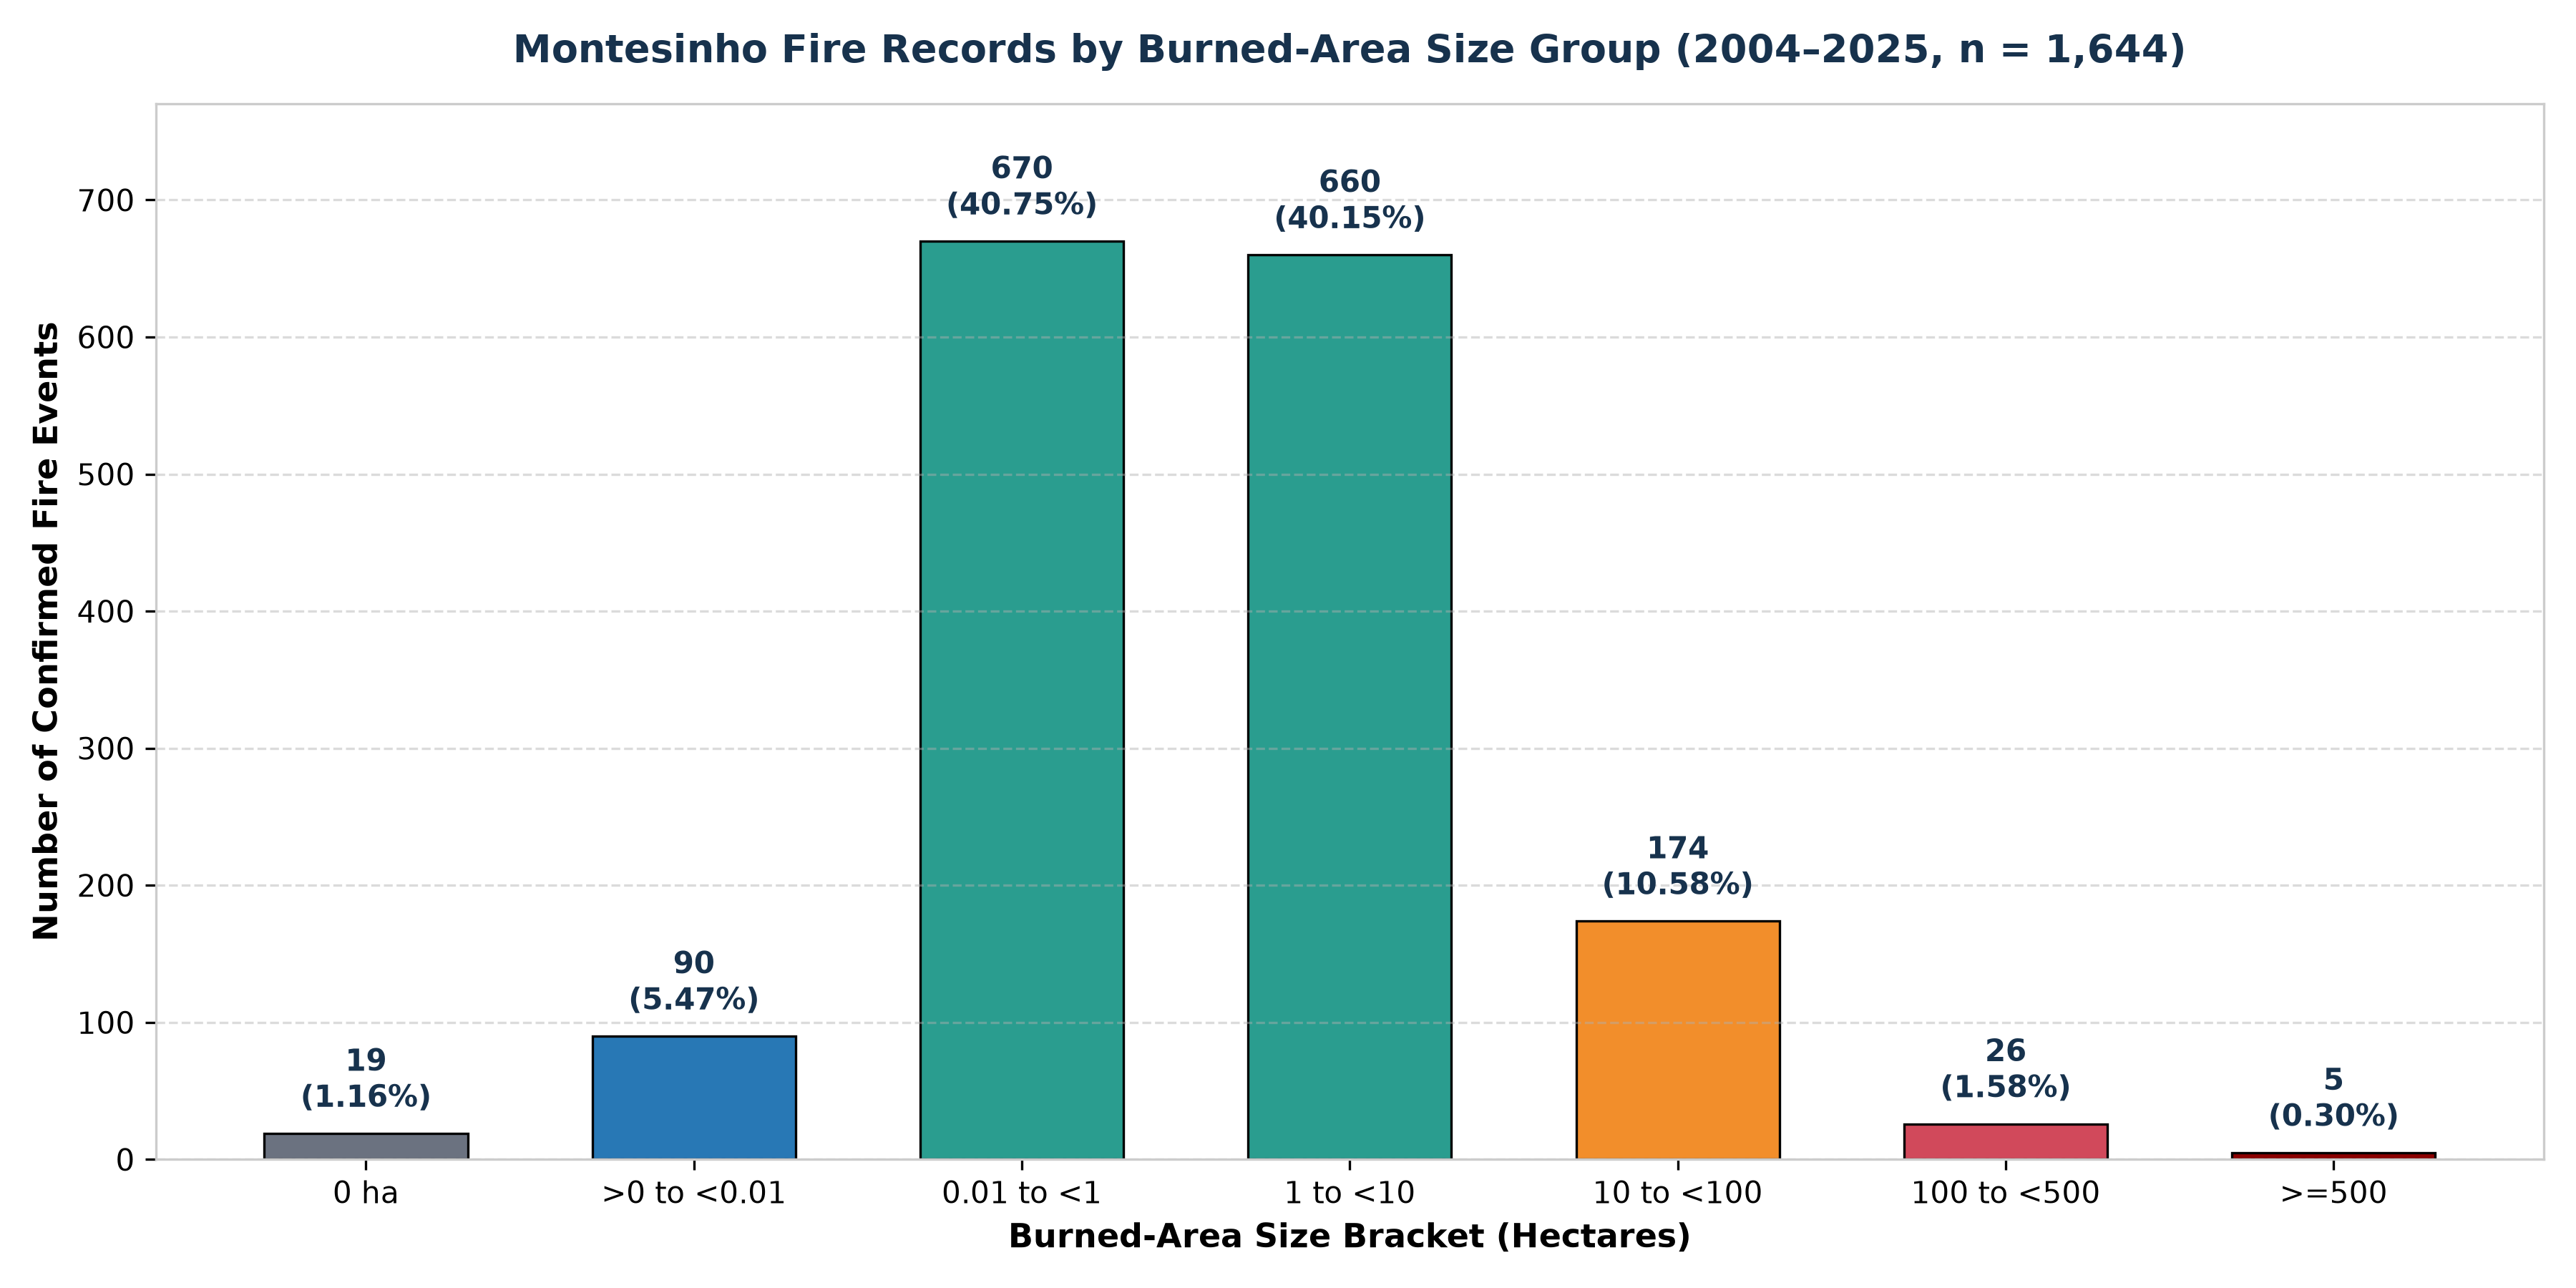 Montesinho Fire Records by Burned-Area Size Group (2004–2025, n = 1,644)
Number of Confirmed Fire Events
700
600
500
400
300
200
100
0
19
(1.16%)
90
(5.47%)
670
(40.75%)
660
(40.15%)
174
(10.58%)
26
(1.58%)
5
(0.30%)
0 ha
>0 to <0.01
0.01 to <1
1 to <10
10 to <100
100 to <500
>=500
Burned-Area Size Bracket (Hectares)